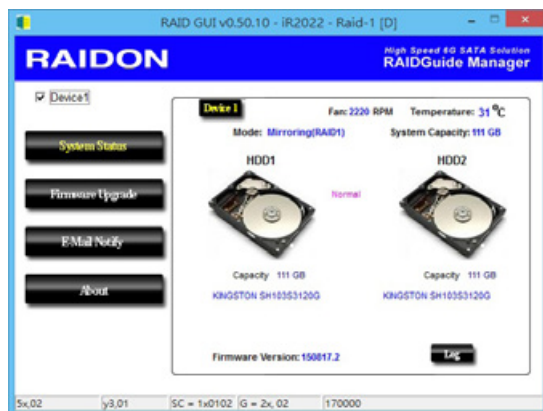 RAID GUI v0.50.10 - iR2022 - Raid-1 [D]
RAIDON
High Speed 6G SATA Solution
RAIDGuide Manager
Device1
Device 1
Fan: 2220 RPM
Temperature: 31 °C
System Status
Mode: Mirroring(RAID1)
System Capacity: 111 GB
HDD1
HDD2
Firmware Upgrade
Normal
E-Mail Notify
Capacity 111 GB
Capacity 111 GB
About
KINGSTON SH103S3120G
KINGSTON SH103S3120G
Firmware Version: 150817.2
Log
5x,02
y3,01
SC = 1x0102
G = 2x, 02
170000